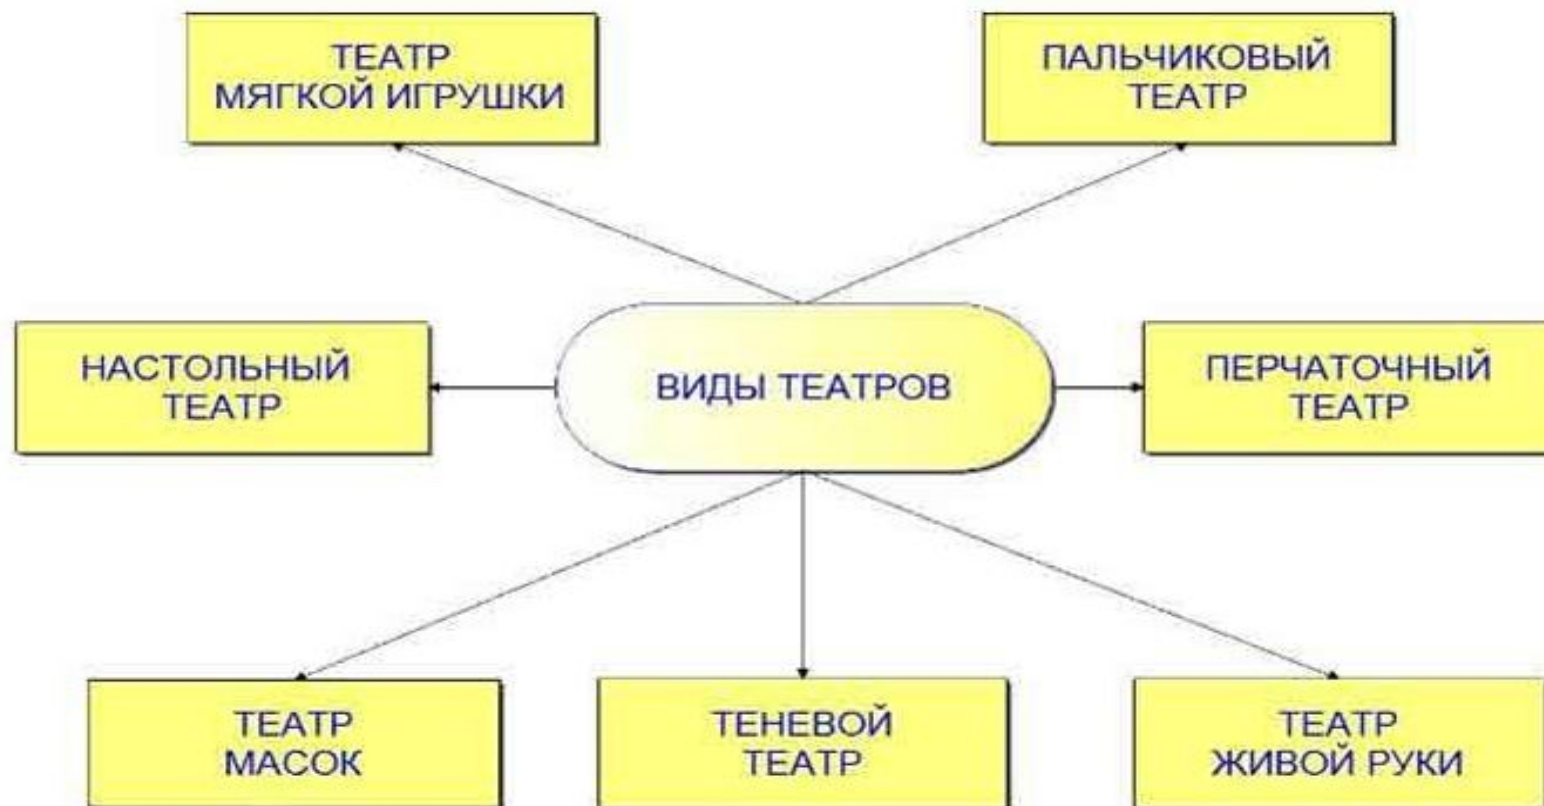 ТЕАТР
МЯГКОЙ ИГРУШКИ
ПАЛЬЧИКОВЫЙ
ТЕАТР
НАСТОЛЬНЫЙ
ТЕАТР
ВИДЫ ТЕАТРОВ
ПЕРЧАТОЧНЫЙ
ТЕАТР
ТЕАТР
МАСОК
ТЕНЕВОЙ
ТЕАТР
ТЕАТР
ЖИВОЙ РУКИ